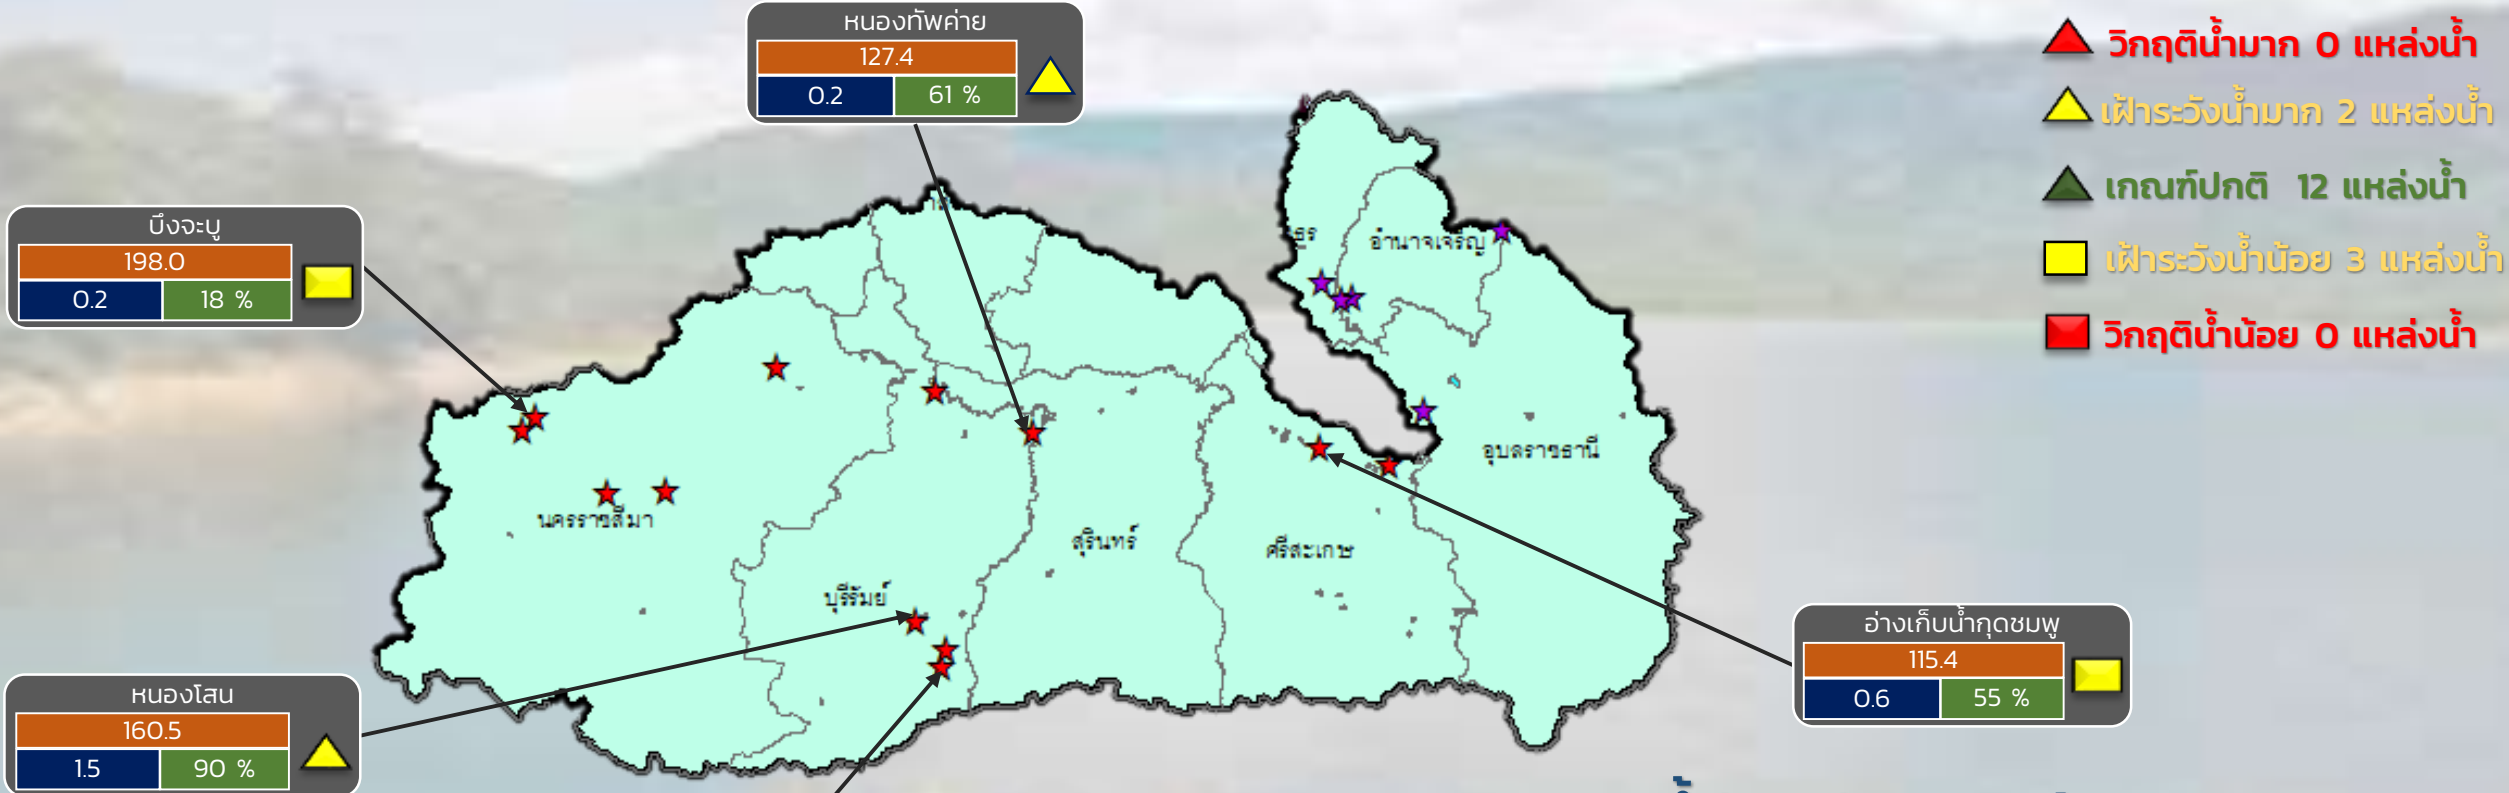 หนองทัพค่าย
127.4
0.2 61 %
วิกฤติน้ำมาก 0 แหล่งน้ำ
เฝ้าระวังน้ำมาก 2 แหล่งน้ำ
เกณฑ์ปกติ 12 แหล่งน้ำ
เฝ้าระวังน้ำน้อย 3 แหล่งน้ำ
วิกฤติน้ำน้อย 0 แหล่งน้ำ
บึงจะบู
198.0
0.2 18 %
ธร
อำนาจเจริญ
อุบลราชธานี
นครราชสีมา
สุรินทร์
ศรีสะเกษ
บุรีรัมย์
อ่างเก็บน้ำกุดชมพู
115.4
0.6 55 %
หนองโสน
160.5
1.5 90 %